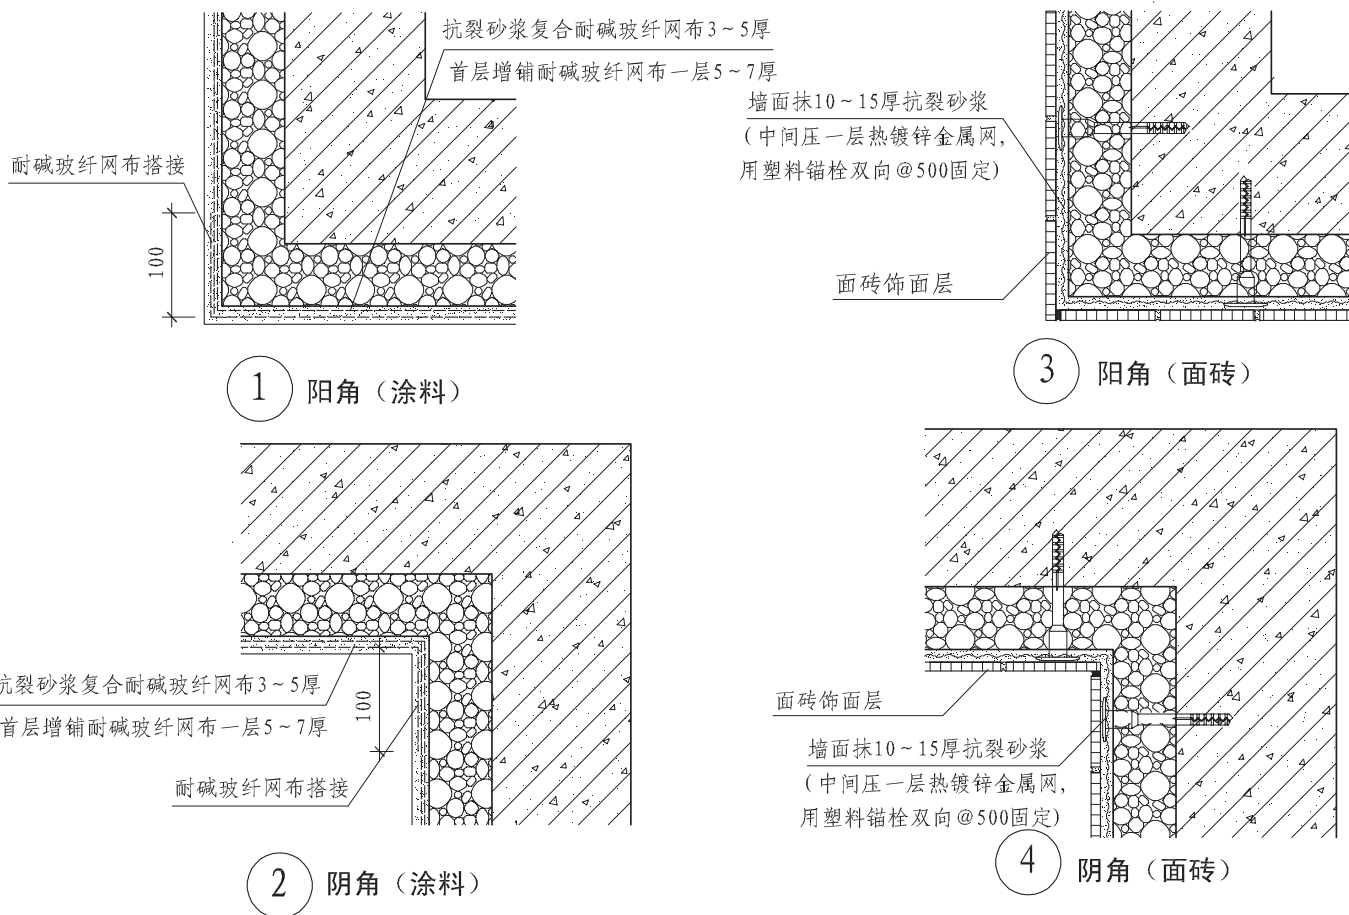 抗裂砂浆复合耐碱玻纤网布3~5厚
首层增铺耐碱玻纤网布一层5~7厚
耐碱玻纤网布搭接
100
1 阳角（涂料）
墙面抹10~15厚抗裂砂浆
(中间压一层热镀锌金属网,
用塑料锚栓双向@500固定)
面砖饰面层
3 阳角（面砖）
抗裂砂浆复合耐碱玻纤网布3~5厚
首层增铺耐碱玻纤网布一层5~7厚
100
耐碱玻纤网布搭接
2 阴角（涂料）
面砖饰面层
墙面抹10~15厚抗裂砂浆
(中间压一层热镀锌金属网,
用塑料锚栓双向@500固定)
4 阴角（面砖）